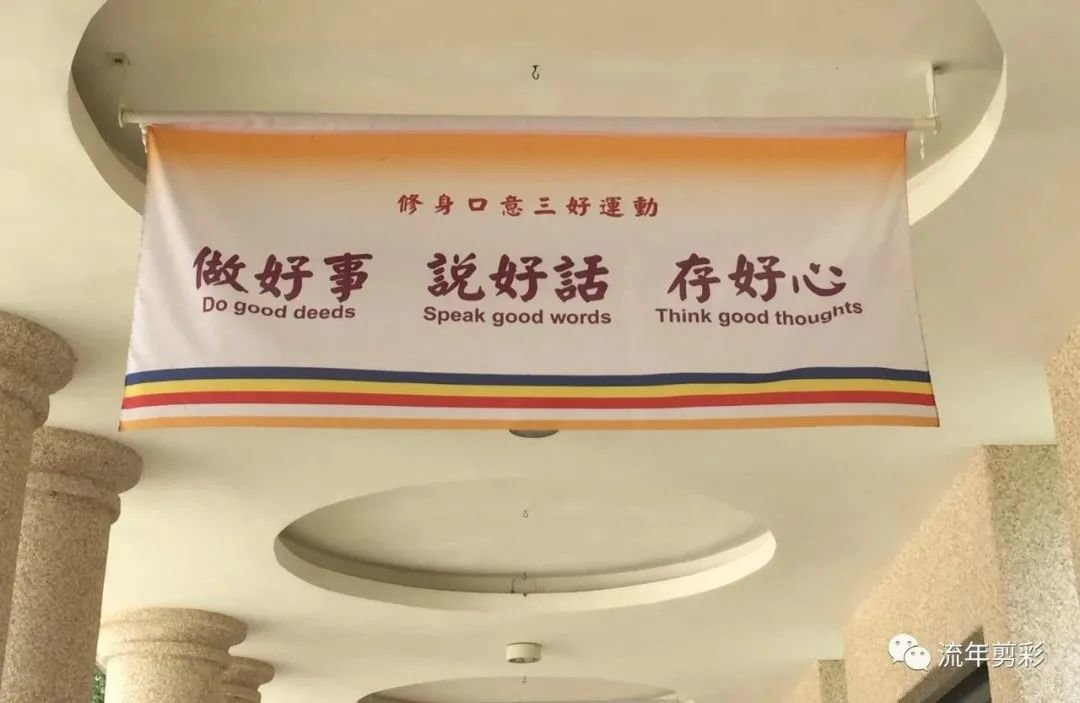 修身口意三好運動
做好事 說好話 存好心
Do good deeds Speak good words Think good thoughts
流年剪彩